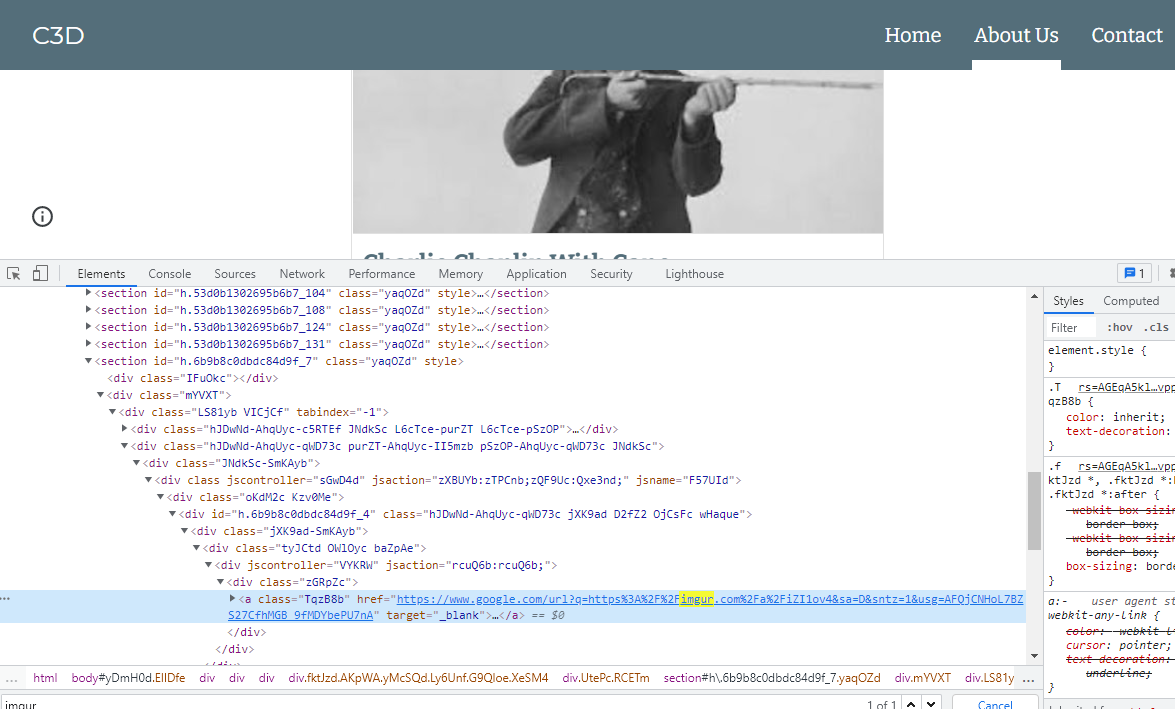 C3D
Home About Us Contact
Charlie Chaplin With Cane
Elements Console Sources Network Performance Memory Application Security Lighthouse 1
<section id="h.53d0b1302695b6b7_104" class="yaqOZd" style>…</section>
<section id="h.53d0b1302695b6b7_108" class="yaqOZd" style>…</section>
<section id="h.53d0b1302695b6b7_124" class="yaqOZd" style>…</section>
<section id="h.53d0b1302695b6b7_131" class="yaqOZd" style>…</section>
<section id="h.6b9b8c0dbdc84d9f_7" class="yaqOZd" style>
<div class="IFuOkc"></div>
<div class="mYVXT">
<div class="LS81yb VICjCf" tabindex="-1">
<div class="hJDwNd-AhqUyc-c5RTEf JNdkSc L6cTce-purZT L6cTce-pSzOP">…</div>
<div class="hJDwNd-AhqUyc-qWD73c purZT-AhqUyc-II5mzb pSzOP-AhqUyc-qWD73c JNdkSc">
<div class="JNdkSc-SmKAyb">
<div class jscontroller="sGwD4d" jsaction="zXBUYb:zTPCnb;zQF9Uc:Qxe3nd;" jsname="F57UId">
<div class="oKdM2c Kzv0Me">
<div id="h.6b9b8c0dbdc84d9f_4" class="hJDwNd-AhqUyc-qWD73c jXK9ad D2fZ2 OjCsFc wHaque">
<div class="jXK9ad-SmKAyb">
<div class="tyJCtd OWlOyc baZpAe">
<div jscontroller="VYKRW" jsaction="rcuQ6b:rcuQ6b;">
<div class="zGRpZc">
… <a class="TqzB8b" href="https://www.google.com/url?q=https%3A%2F%2Fimgur.com%2Fa%2FiZI1ov4&sa=D&sntz=1&usg=AFQjCNHoL7BZ
S27CfhMGB_9fMDYbePU7nA" target="_blank">…</a> == $0
</div>
</div>
</div>
… html body#yDmH0d.EIlDfe div div div div.fktJzd.AKpWA.yMcSQd.Ly6Unf.G9Qloe.XeSM4 div.UtePc.RCETm section#h\.6b9b8c0dbdc84d9f_7.yaqOZd div.mYVXT div.LS81y …
imgur 1 of 1 Cancel
Styles Computed
Filter :hov .cls
element.style {
}
.T rs=AGEqA5kl…vpp
qzB8b {
color: inherit;
text-decoration:
}
.f rs=AGEqA5kl…vpp
ktJzd *, .fktJzd *:
.fktJzd *:after {
-webkit-box-sizin
border-box;
-webkit-box-sizin
border-box;
box-sizing: borde
}
a:- user agent st
webkit-any-link {
color: -webkit-l
cursor: pointer;
text-decoration:
underline;
}